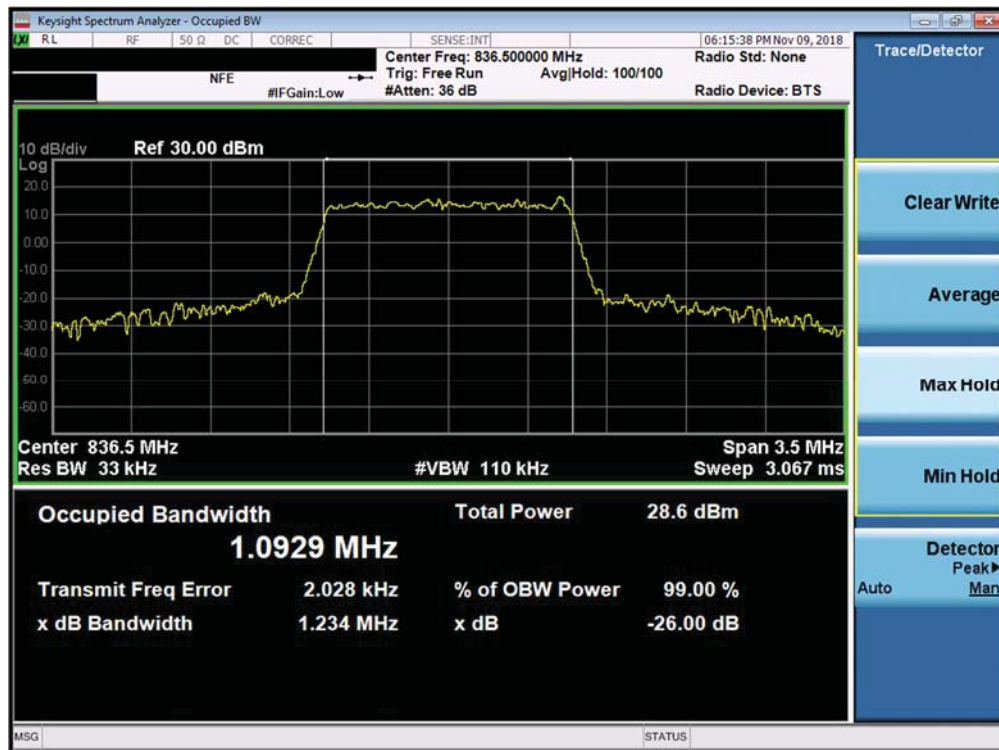 Keysight Spectrum Analyzer - Occupied BW
RL RF 50 Ω DC CORREC SENSE:INT 06:15:38 PM Nov 09, 2018
Trace/Detector
Center Freq: 836.500000 MHz Radio Std: None
NFE Trig: Free Run Avg|Hold: 100/100
#IFGain:Low #Atten: 36 dB Radio Device: BTS
10 dB/div Ref 30.00 dBm
Log
20.0
10.0
0.00
-10.0
-20.0
-30.0
-40.0
-50.0
-60.0
Center 836.5 MHz Span 3.5 MHz
Res BW 33 kHz #VBW 110 kHz Sweep 3.067 ms
Occupied Bandwidth Total Power 28.6 dBm
1.0929 MHz
Transmit Freq Error 2.028 kHz % of OBW Power 99.00 %
x dB Bandwidth 1.234 MHz x dB -26.00 dB
Clear Write
Average
Max Hold
Min Hold
Detector
Peak▶
Auto Man
MSG STATUS